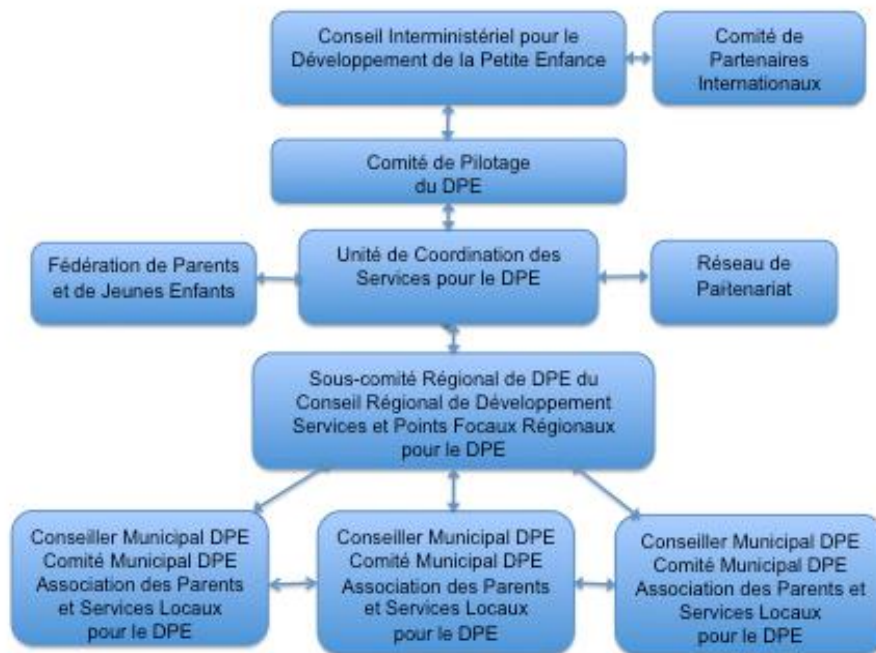 Conseil Interministériel pour le
Développement de la Petite Enfance
Comité de
Partenaires
Internationaux
Comité de Pilotage
du DPE
Fédération de Parents
et de Jeunes Enfants
Unité de Coordination des
Services pour le DPE
Réseau de
Partenariat
Sous-comité Régional de DPE du
Conseil Régional de Développement
Services et Points Focaux Régionaux
pour le DPE
Conseiller Municipal DPE
Comité Municipal DPE
Association des Parents
et Services Locaux
pour le DPE
Conseiller Municipal DPE
Comité Municipal DPE
Association des Parents
et Services Locaux
pour le DPE
Conseiller Municipal DPE
Comité Municipal DPE
Association des Parents et
Services Locaux
pour le DPE